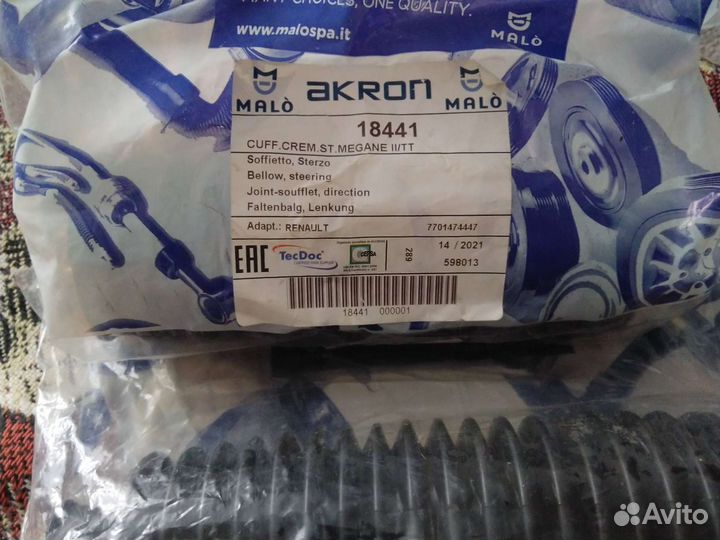 MANY CHOICES, ONE QUALITY.
www.malospa.it
MALÒ
MALÒ akron MALÒ
18441
CUFF.CREM.ST.MEGANE II/TT
Soffietto, Sterzo
Bellow, steering
Joint-soufflet, direction
Faltenbalg, Lenkung
Adapt.: RENAULT 7701474447
EAC TecDoc CERSA 289 14 / 2021
598013
18441 000001
Avito